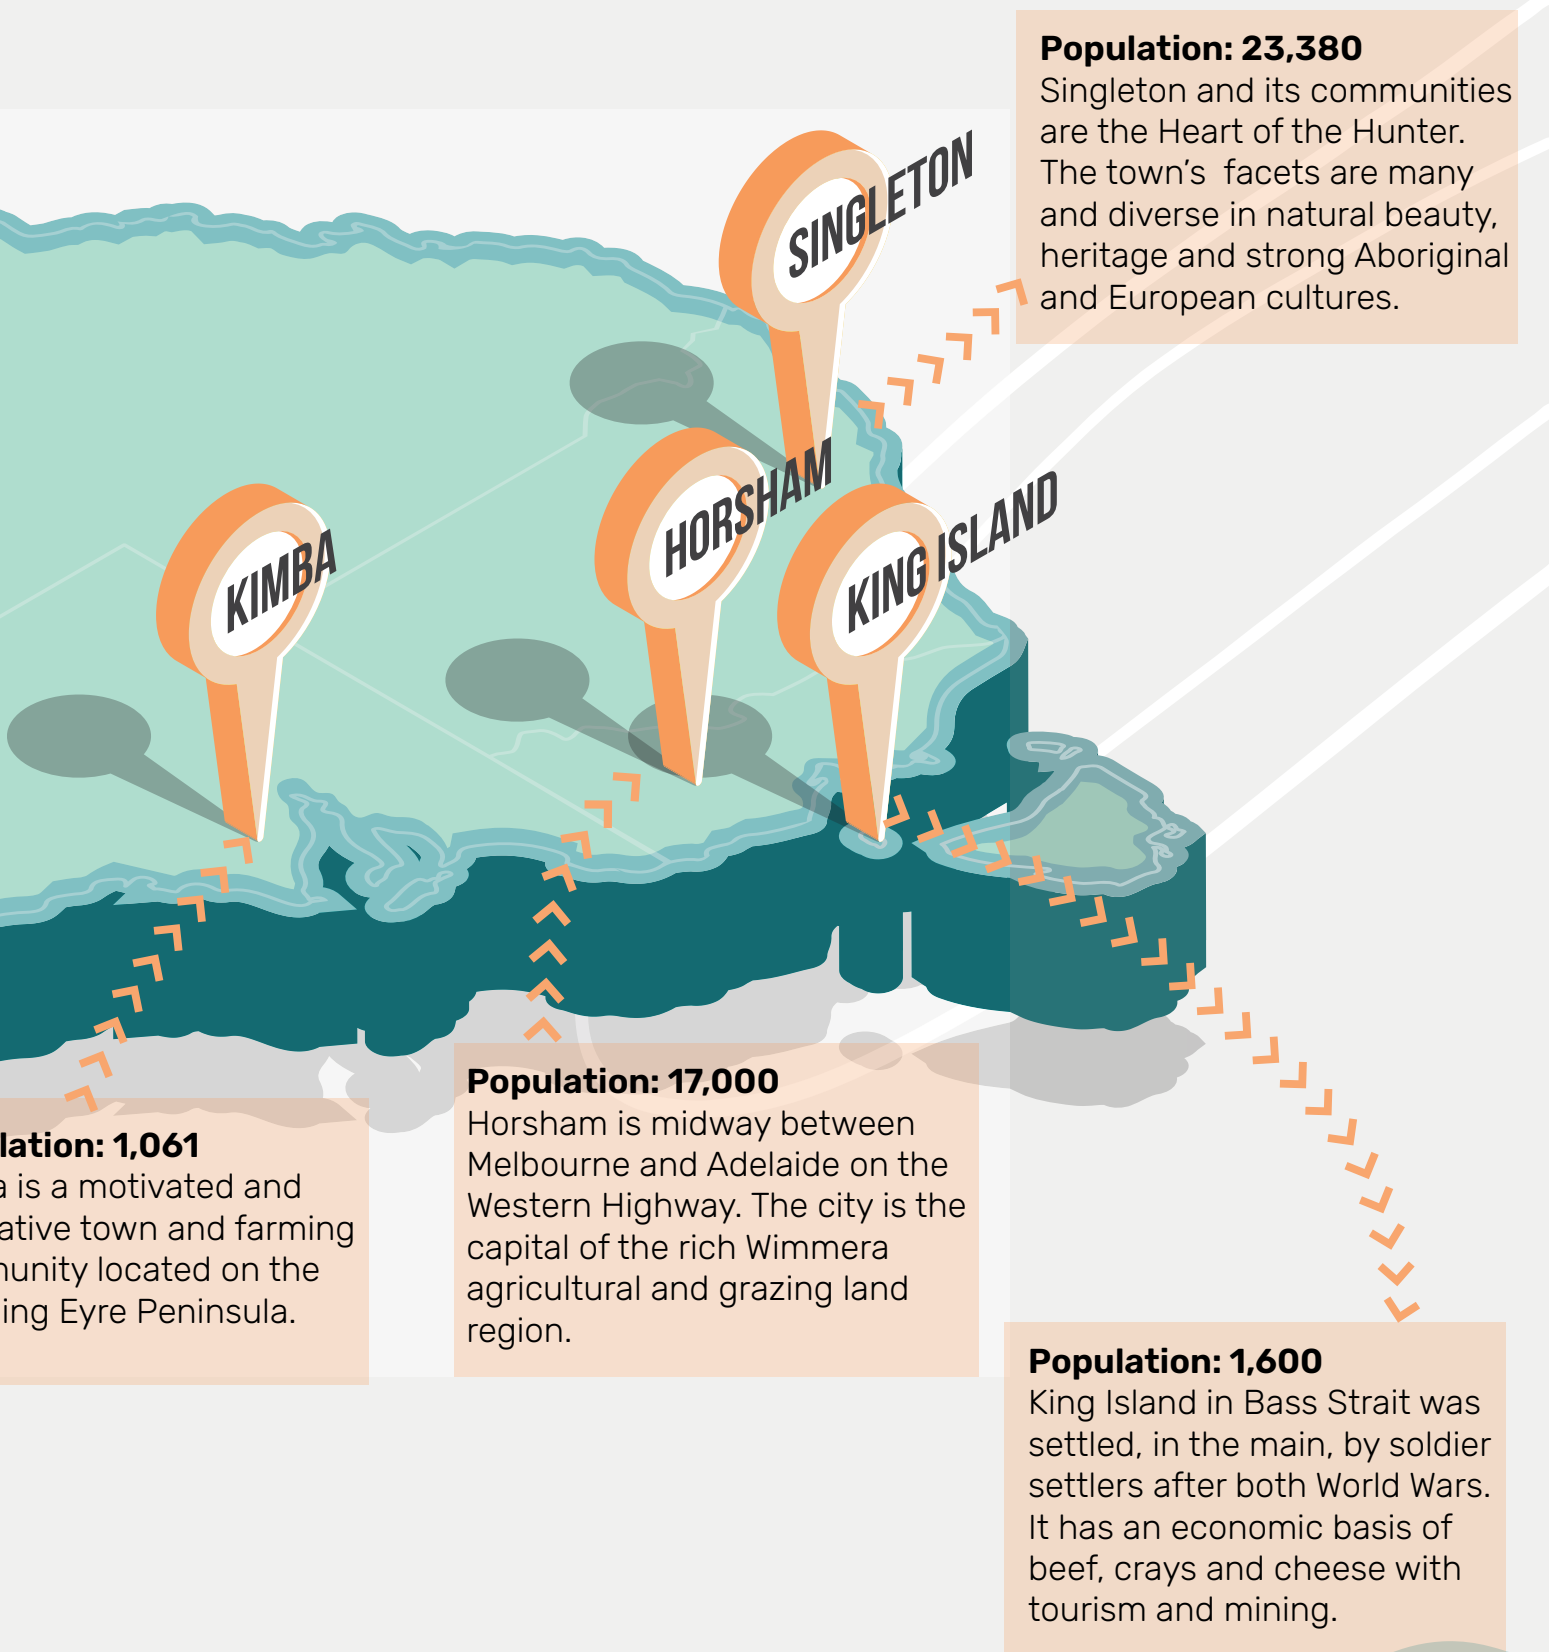 Population: 23,380
Singleton and its communities
are the Heart of the Hunter.
The town’s  facets are many
and diverse in natural beauty,
heritage and strong Aboriginal
and European cultures.
SINGLETON
HORSHAM
KING ISLAND
KIMBA
Population: 17,000
Horsham is midway between
Melbourne and Adelaide on the
Western Highway. The city is the
capital of the rich Wimmera
agricultural and grazing land
region.
lation: 1,061
a is a motivated and
ative town and farming
unity located on the
ing Eyre Peninsula.
Population: 1,600
King Island in Bass Strait was
settled, in the main, by soldier
settlers after both World Wars.
It has an economic basis of
beef, crays and cheese with
tourism and mining.